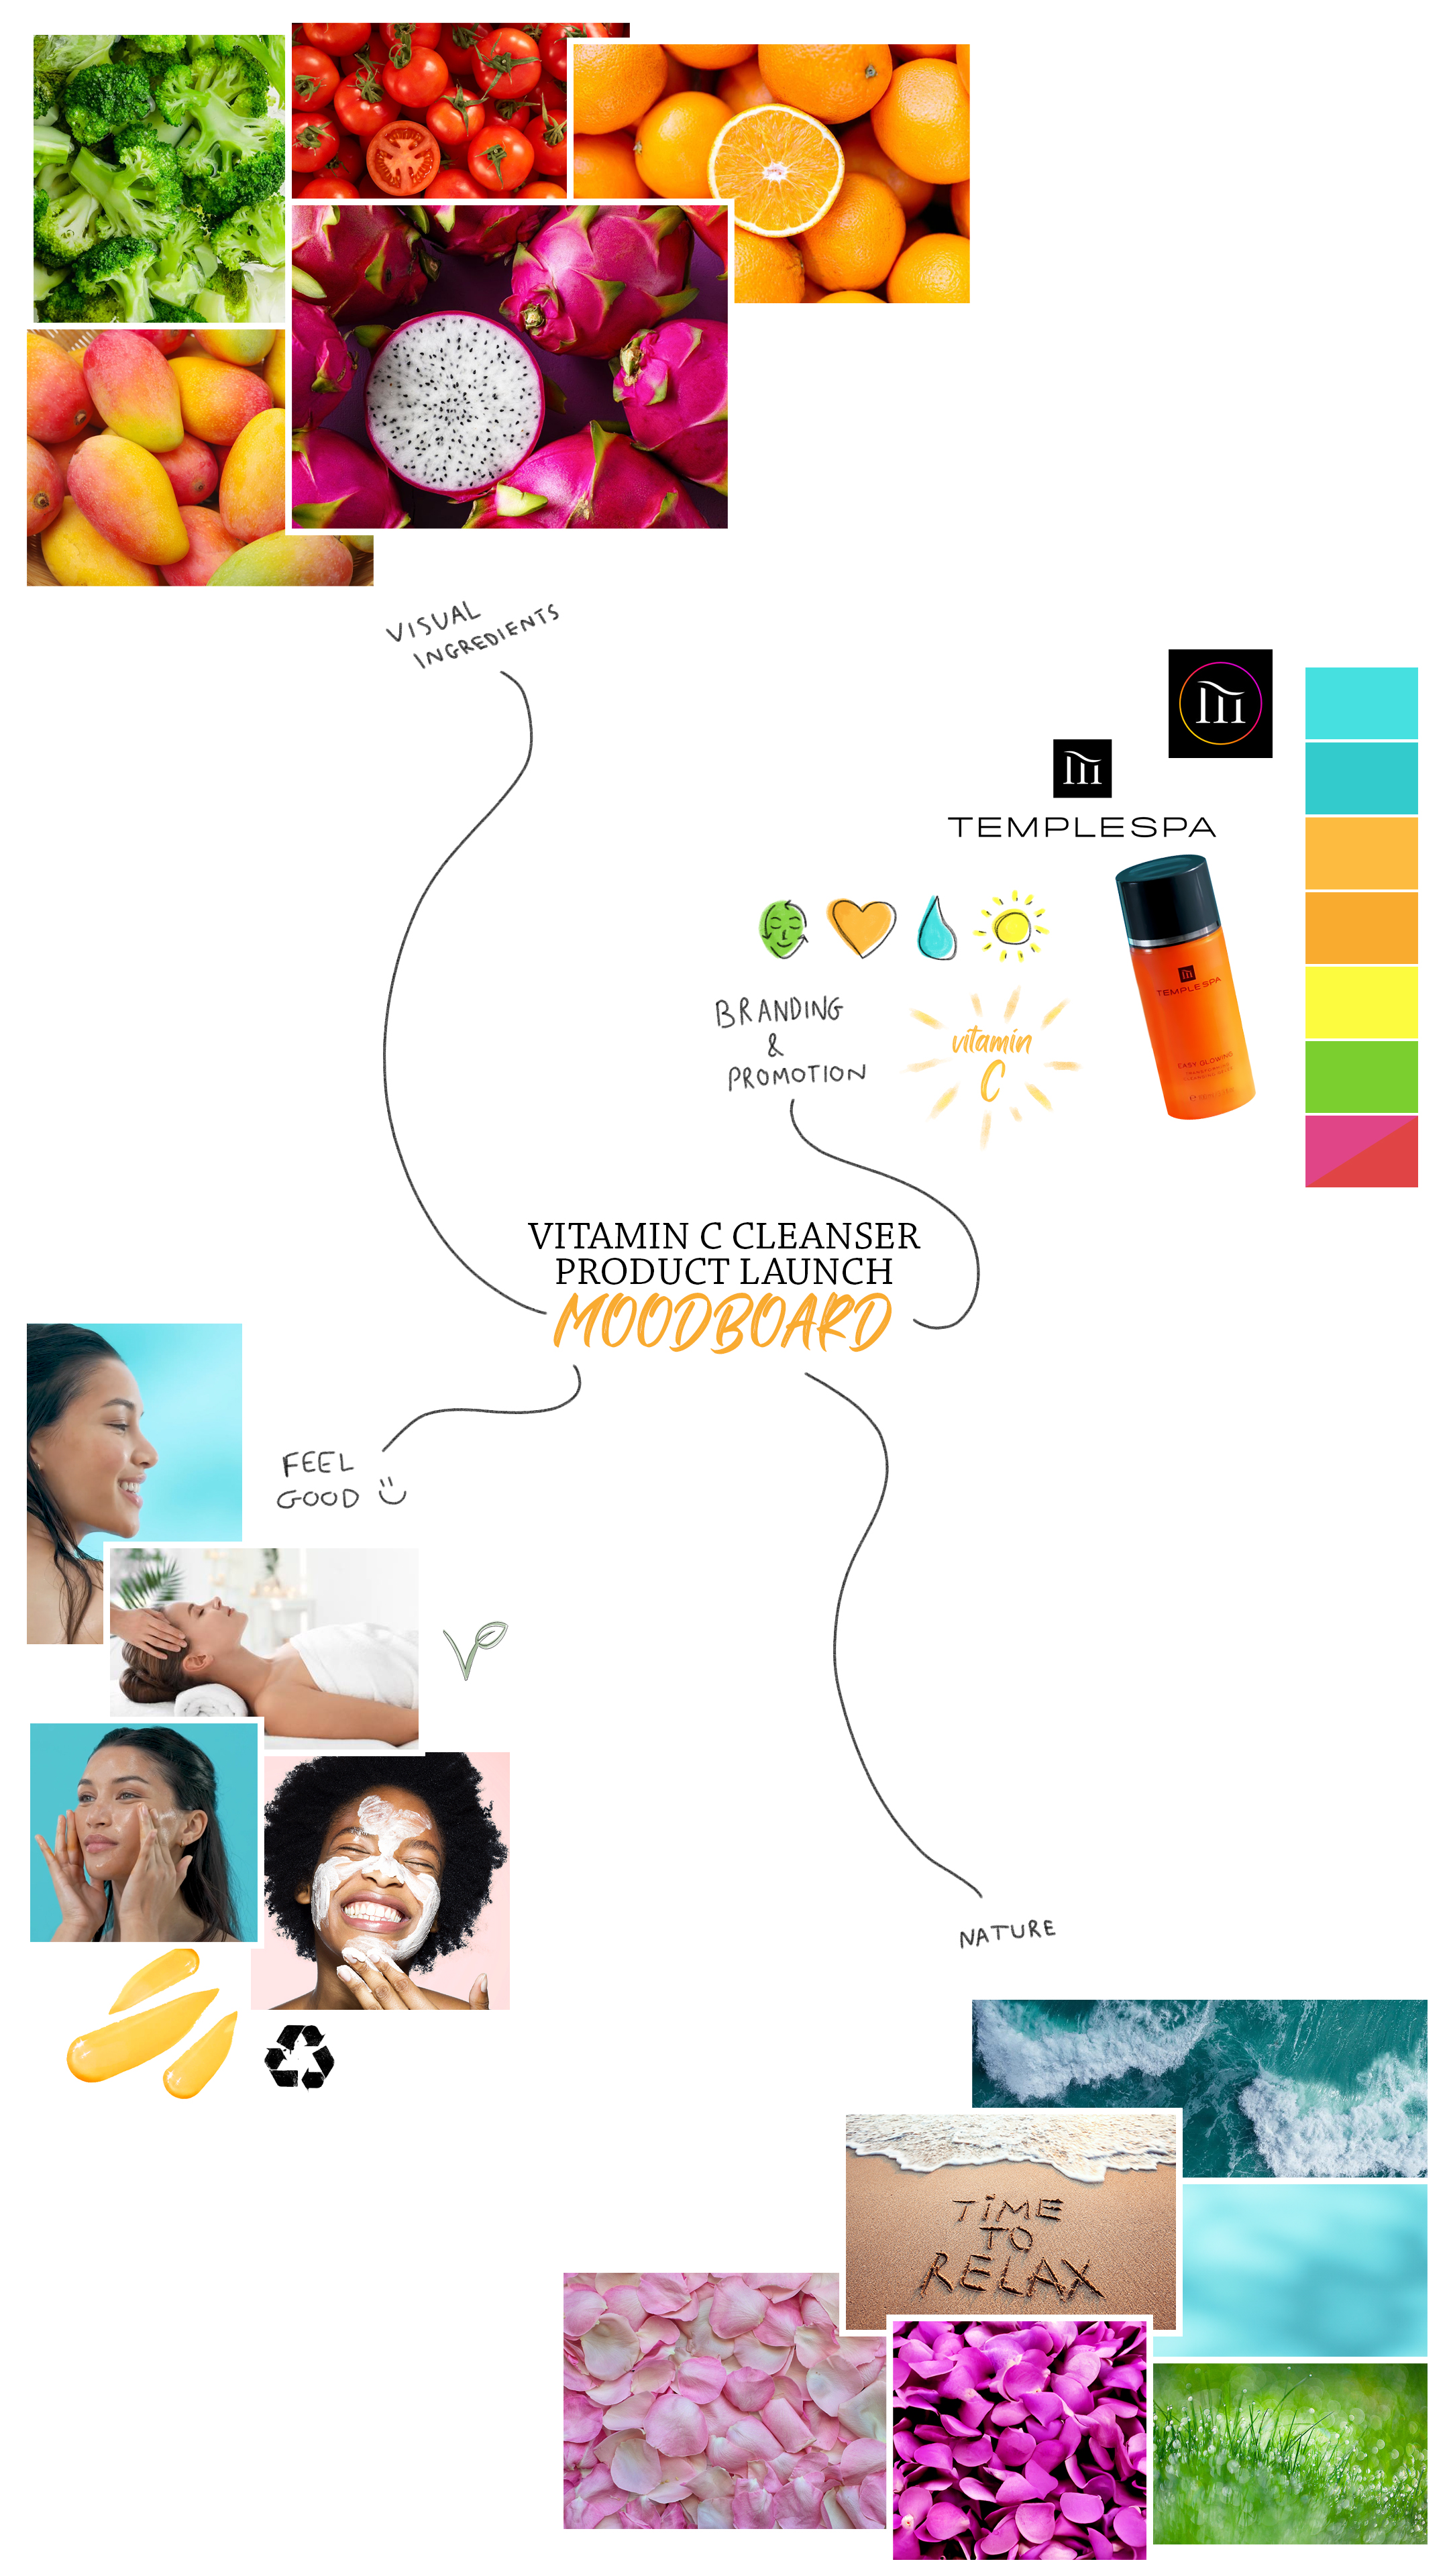 VISUAL
INGREDIENTS
TEMPLESPA
TEMPLESPA
EASY GLOWING
BRANDING
&
PROMOTION
vitamin
C
VITAMIN C CLEANSER
PRODUCT LAUNCH
MOODBOARD
FEEL
GOOD
NATURE
TIME
TO
RELAX